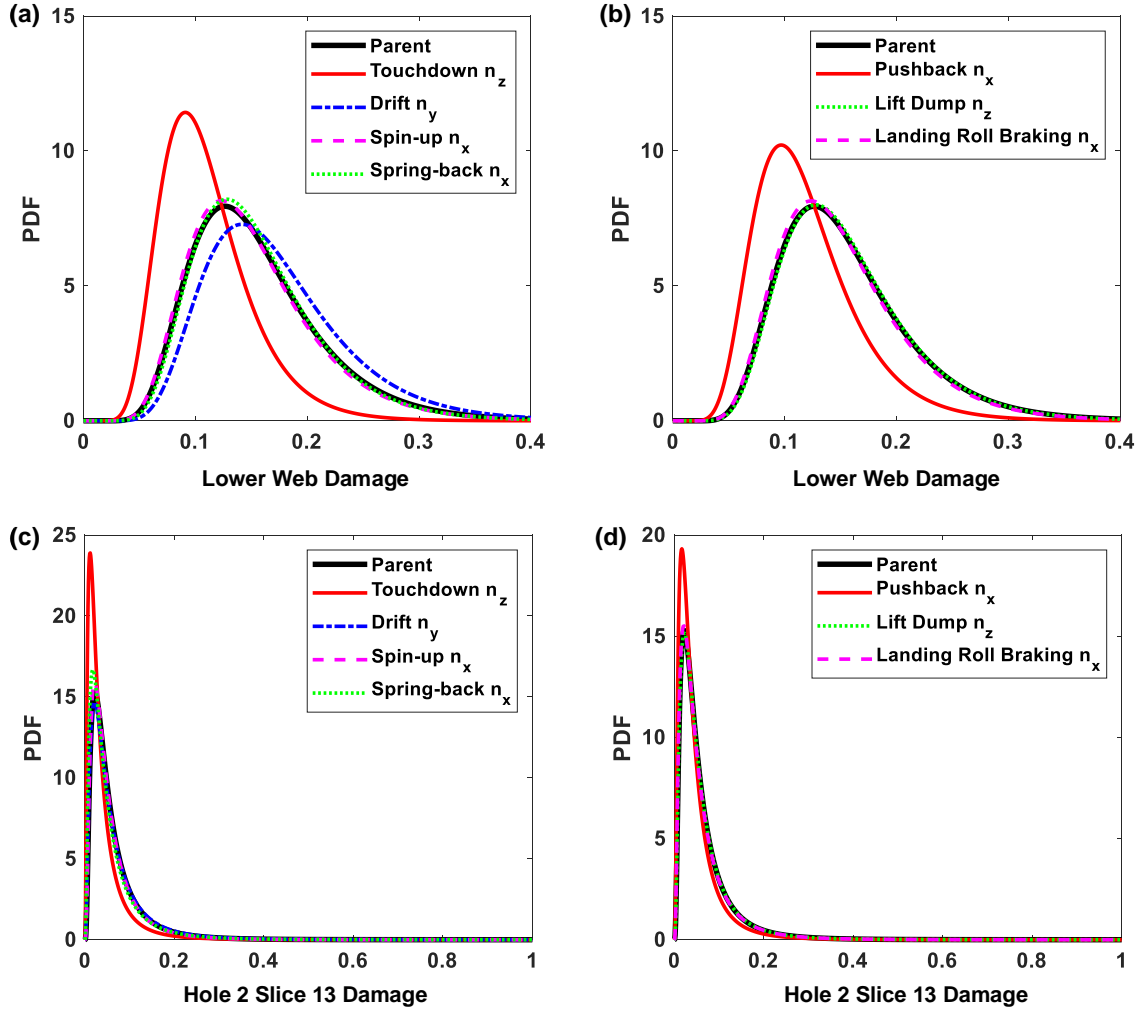 (a)
15
10
5
0
PDF
0 0.1 0.2 0.3 0.4
Lower Web Damage
Parent
Touchdown n_z
Drift n_y
Spin-up n_x
Spring-back n_x
(b)
15
10
5
0
PDF
0 0.1 0.2 0.3 0.4
Lower Web Damage
Parent
Pushback n_x
Lift Dump n_z
Landing Roll Braking n_x
(c)
25
20
15
10
5
0
PDF
0 0.2 0.4 0.6 0.8 1
Hole 2 Slice 13 Damage
Parent
Touchdown n_z
Drift n_y
Spin-up n_x
Spring-back n_x
(d)
20
15
10
5
0
PDF
0 0.2 0.4 0.6 0.8 1
Hole 2 Slice 13 Damage
Parent
Pushback n_x
Lift Dump n_z
Landing Roll Braking n_x